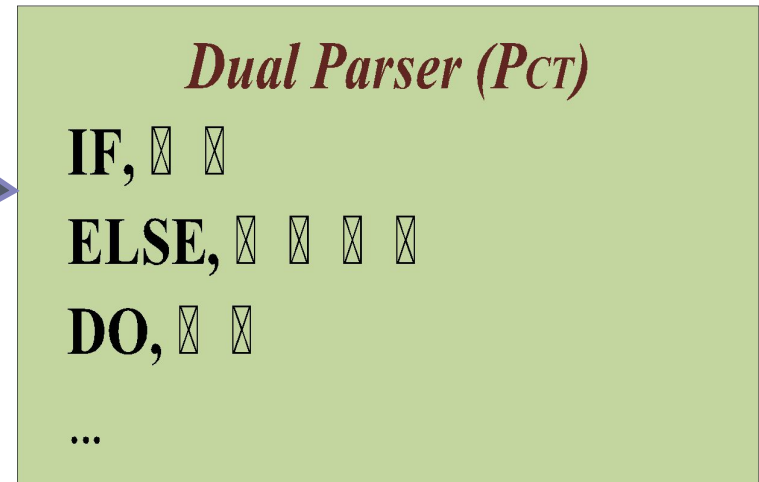 Dual Parser (PCT)
IF,
ELSE,
DO,
...